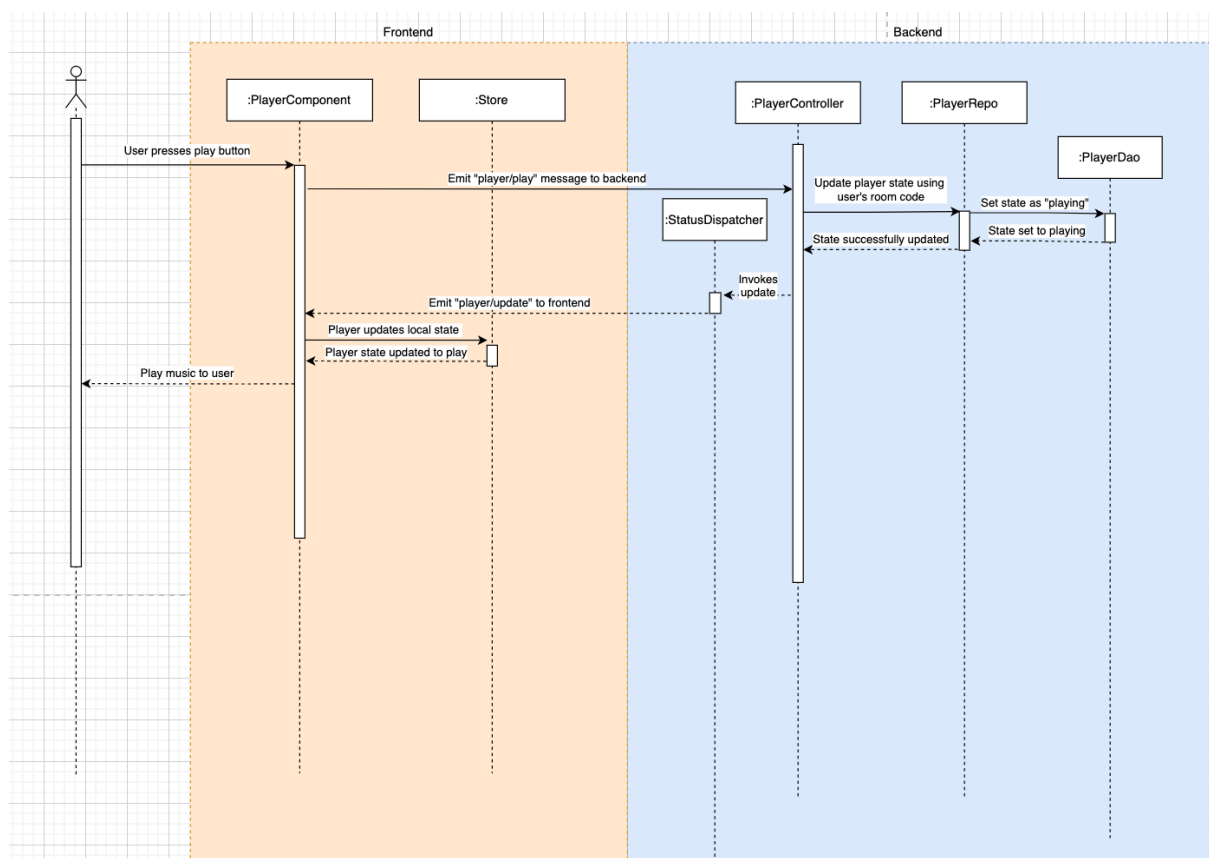 Frontend
Backend
:PlayerComponent
:Store
:PlayerController
:PlayerRepo
:PlayerDao
User presses play button
Emit "player/play" message to backend
Update player state using
user's room code
Set state as "playing"
:StatusDispatcher
State set to playing
State successfully updated
Invokes
update
Emit "player/update" to frontend
Player updates local state
Player state updated to play
Play music to user